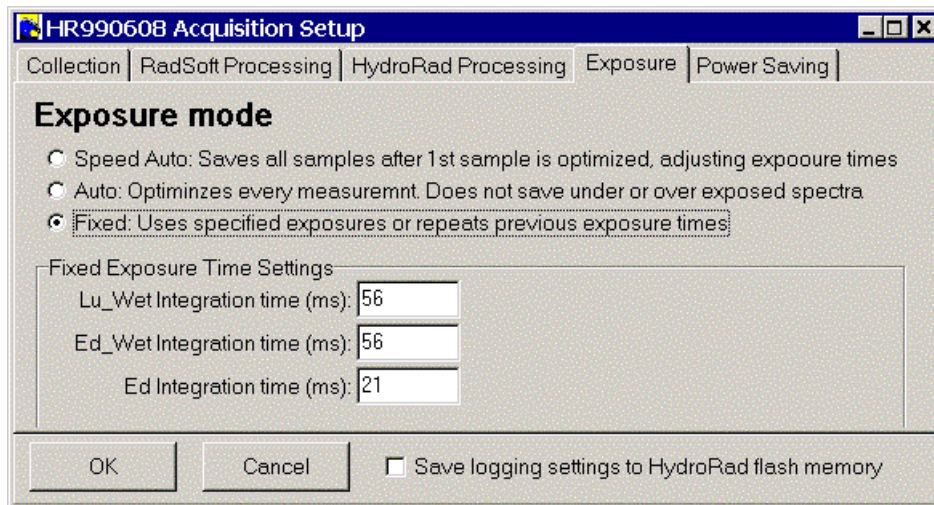 HR990608 Acquisition Setup
Collection RadSoft Processing HydroRad Processing Exposure Power Saving
Exposure mode
Speed Auto: Saves all samples after 1st sample is optimized, adjusting expooure times
Auto: Optiminzes every measuremnt. Does not save under or over exposed spectra
Fixed: Uses specified exposures or repeats previous exposure times
Fixed Exposure Time Settings
Lu_Wet Integration time (ms): 56
Ed_Wet Integration time (ms): 56
Ed Integration time (ms): 21
OK Cancel Save logging settings to HydroRad flash memory